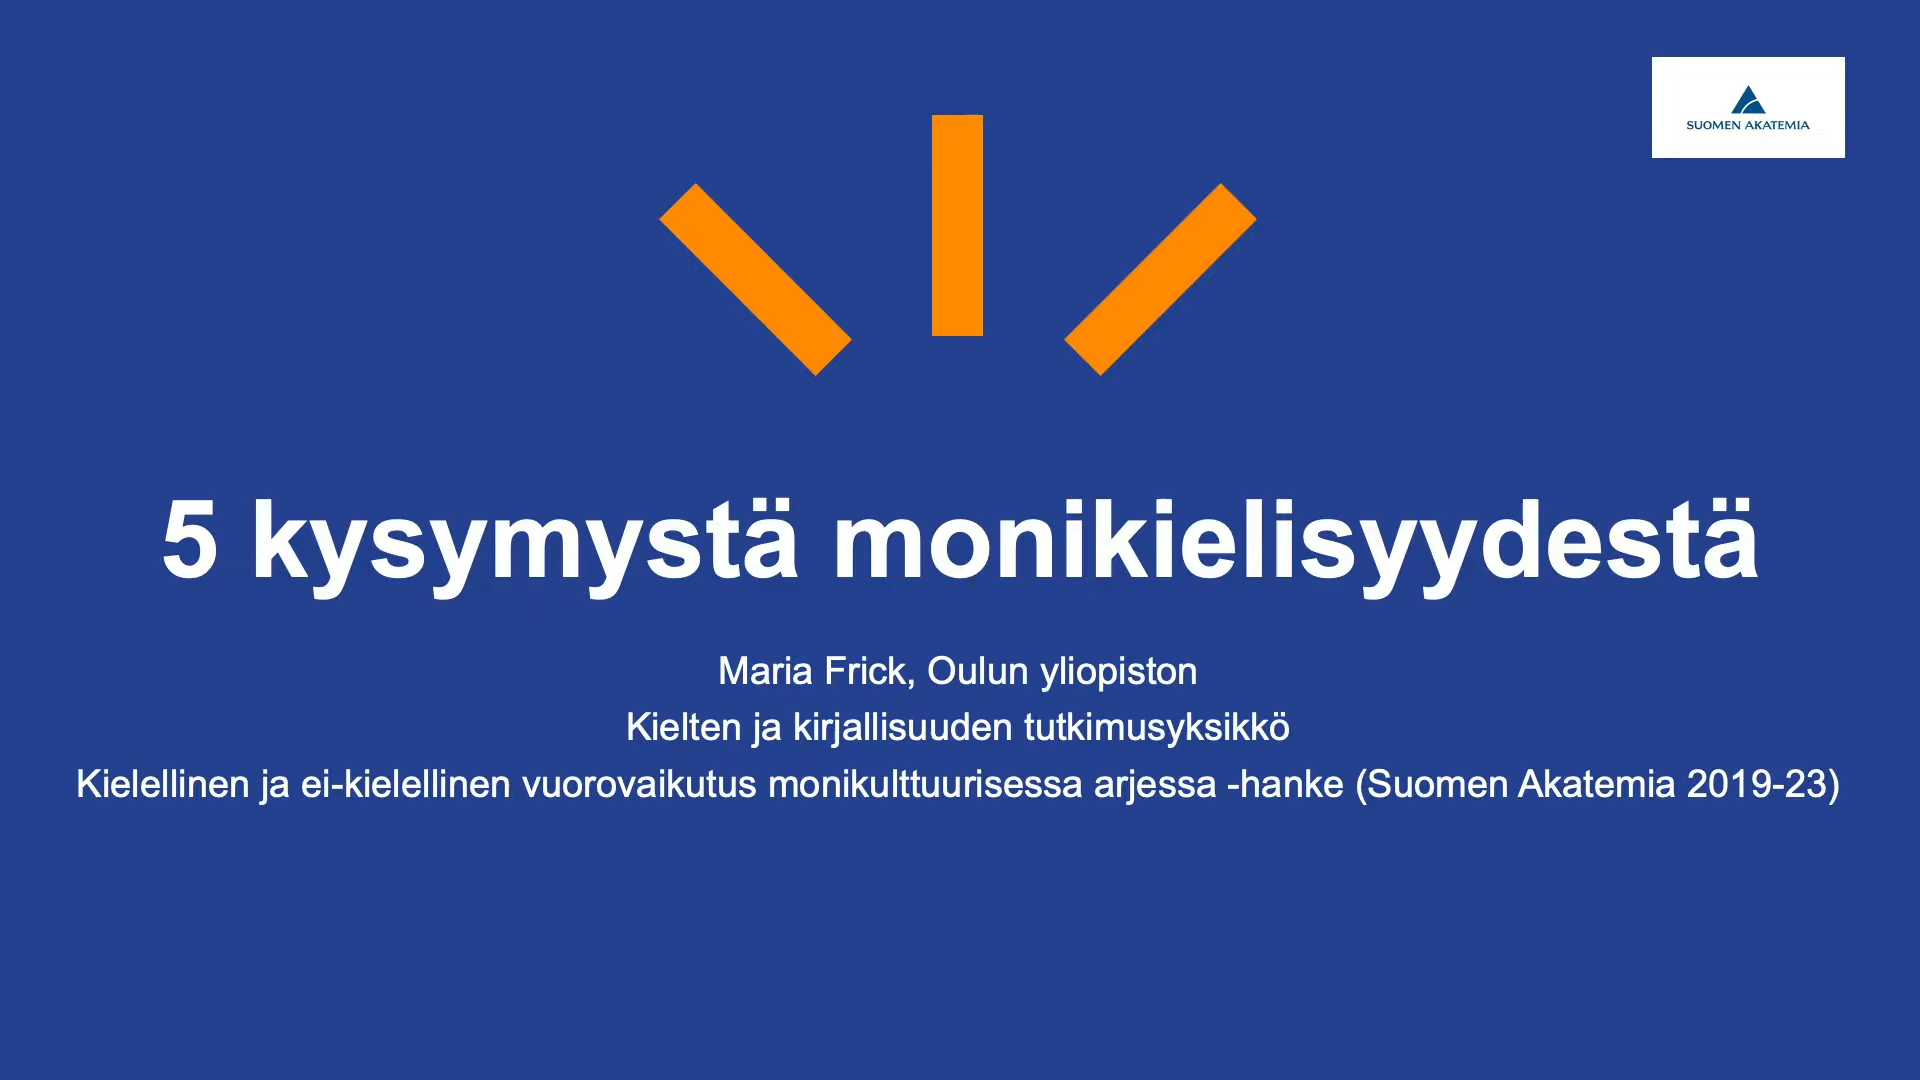 SUOMEN AKATEMIA
5 kysymystä monikielisyydestä
Maria Frick, Oulun yliopiston
Kielten ja kirjallisuuden tutkimusyksikkö
Kielellinen ja ei-kielellinen vuorovaikutus monikulttuurisessa arjessa -hanke (Suomen Akatemia 2019-23)